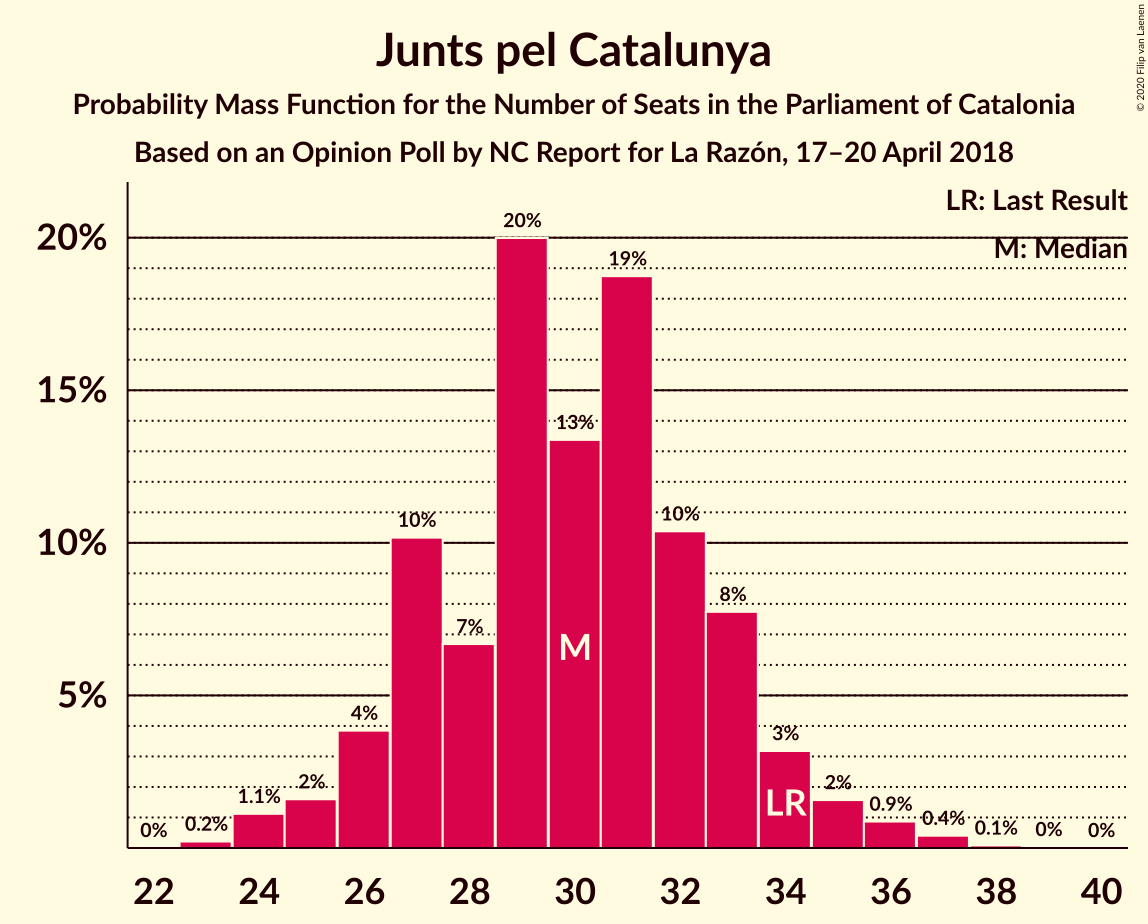 Junts pel Catalunya
Probability Mass Function for the Number of Seats in the Parliament of Catalonia
Based on an Opinion Poll by NC Report for La Razón, 17–20 April 2018
© 2020 Filip van Laenen
LR: Last Result
M: Median
20%
15%
10%
5%
0%
0.2%
1.1%
2%
4%
10%
7%
20%
13%
19%
10%
8%
3%
2%
0.9%
0.4%
0.1%
0%
0%
M
LR
22 24 26 28 30 32 34 36 38 40